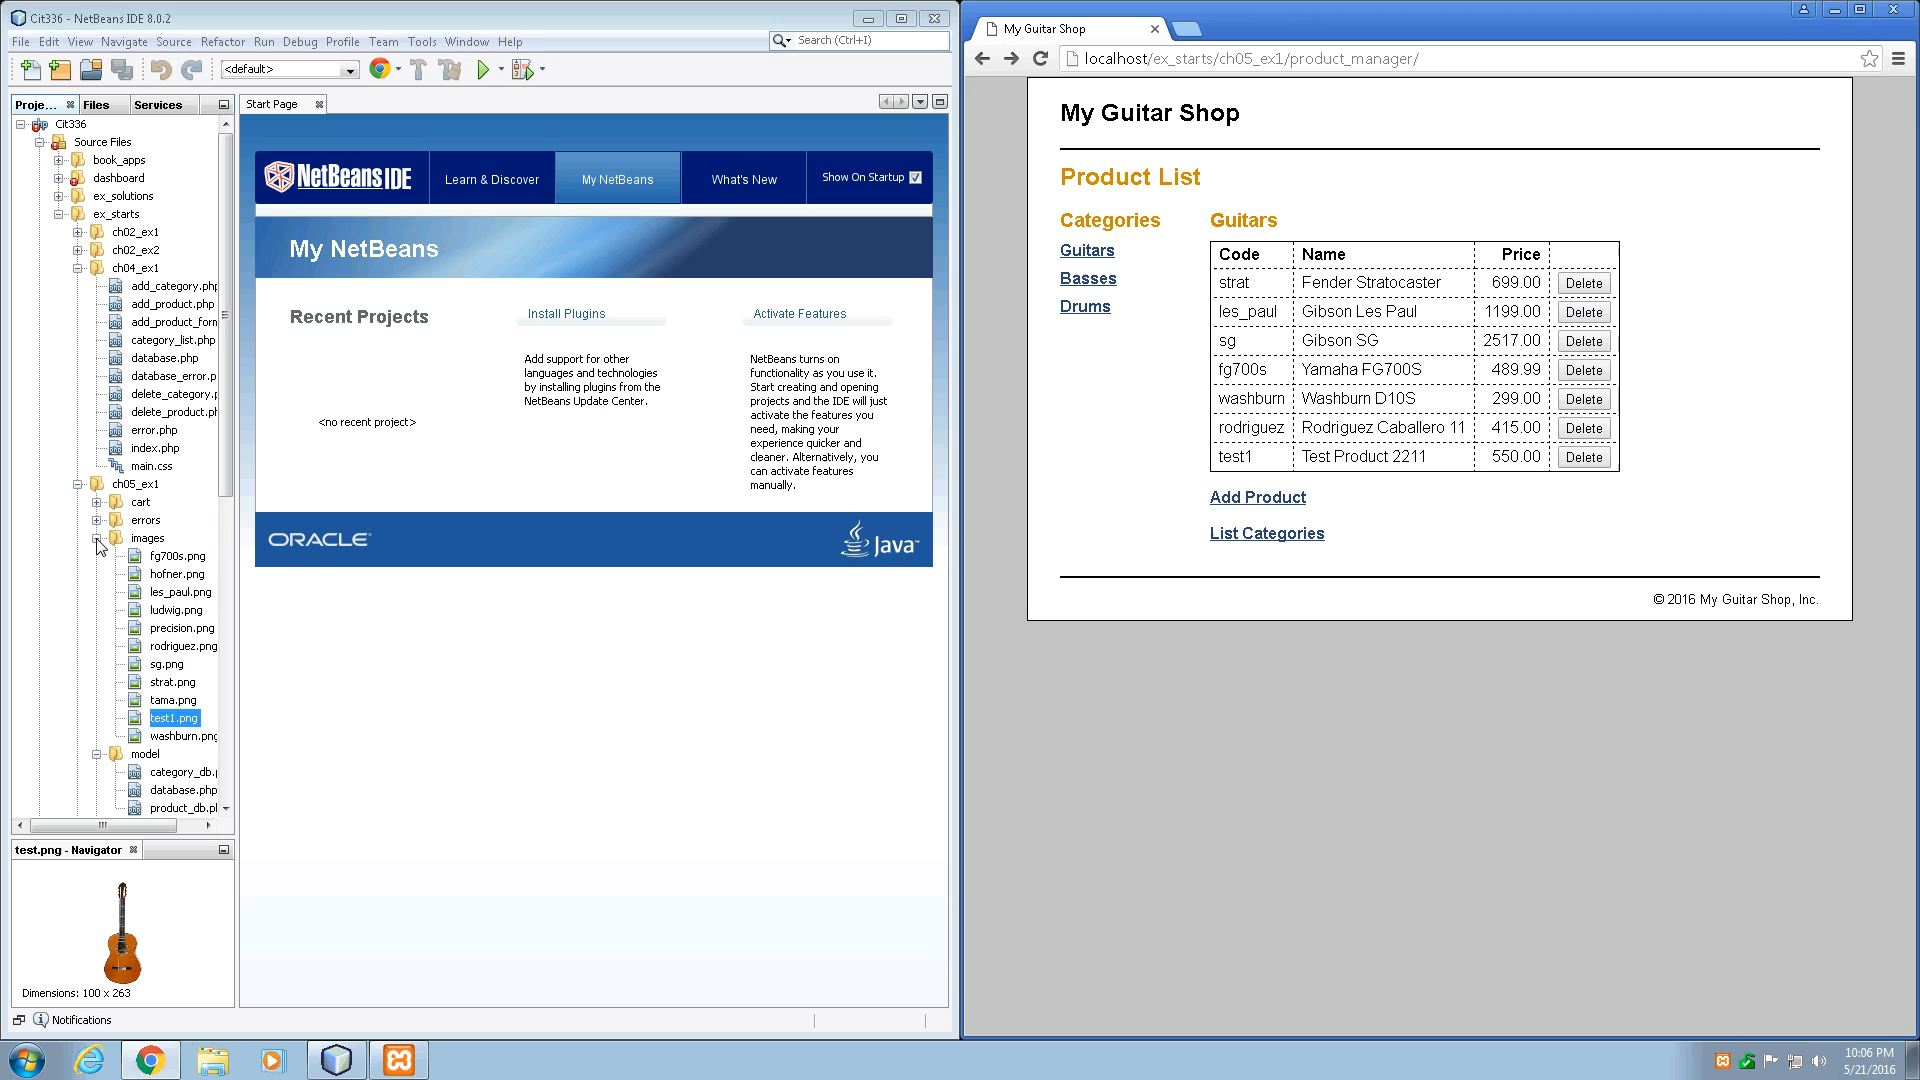 Cit336 - NetBeans IDE 8.0.2
File Edit View Navigate Source Refactor Run Debug Profile Team Tools Window Help
Search (Ctrl+I)
<default>
Proje... Files Services
Cit336
Source Files
book_apps
dashboard
ex_solutions
ex_starts
ch02_ex1
ch02_ex2
ch04_ex1
add_category.php
add_product.php
add_product_forn
category_list.php
database.php
database_error.p
delete_category.p
delete_product.ph
error.php
index.php
main.css
ch05_ex1
cart
errors
images
fg700s.png
hofner.png
les_paul.png
ludwig.png
precision.png
rodriguez.png
sg.png
strat.png
tama.png
test1.png
washburn.png
model
category_db.p
database.php
product_db.pl
test.png - Navigator
Dimensions: 100 x 263
Notifications
Start Page
NetBeans IDE
Learn & Discover
My NetBeans
What's New
Show On Startup
My NetBeans
Recent Projects
<no recent project>
Install Plugins
Add support for other
languages and technologies
by installing plugins from the
NetBeans Update Center.
Activate Features
NetBeans turns on
functionality as you use it.
Start creating and opening
projects and the IDE will just
activate the features you
need, making your
experience quicker and
cleaner. Alternatively, you
can activate features
manually.
ORACLE
Java
My Guitar Shop
localhost/ex_starts/ch05_ex1/product_manager/
My Guitar Shop
Product List
Categories
Guitars
Basses
Drums
Guitars
Code Name Price
strat Fender Stratocaster 699.00 Delete
les_paul Gibson Les Paul 1199.00 Delete
sg Gibson SG 2517.00 Delete
fg700s Yamaha FG700S 489.99 Delete
washburn Washburn D10S 299.00 Delete
rodriguez Rodriguez Caballero 11 415.00 Delete
test1 Test Product 2211 550.00 Delete
Add Product
List Categories
© 2016 My Guitar Shop, Inc.
10:06 PM
5/21/2016